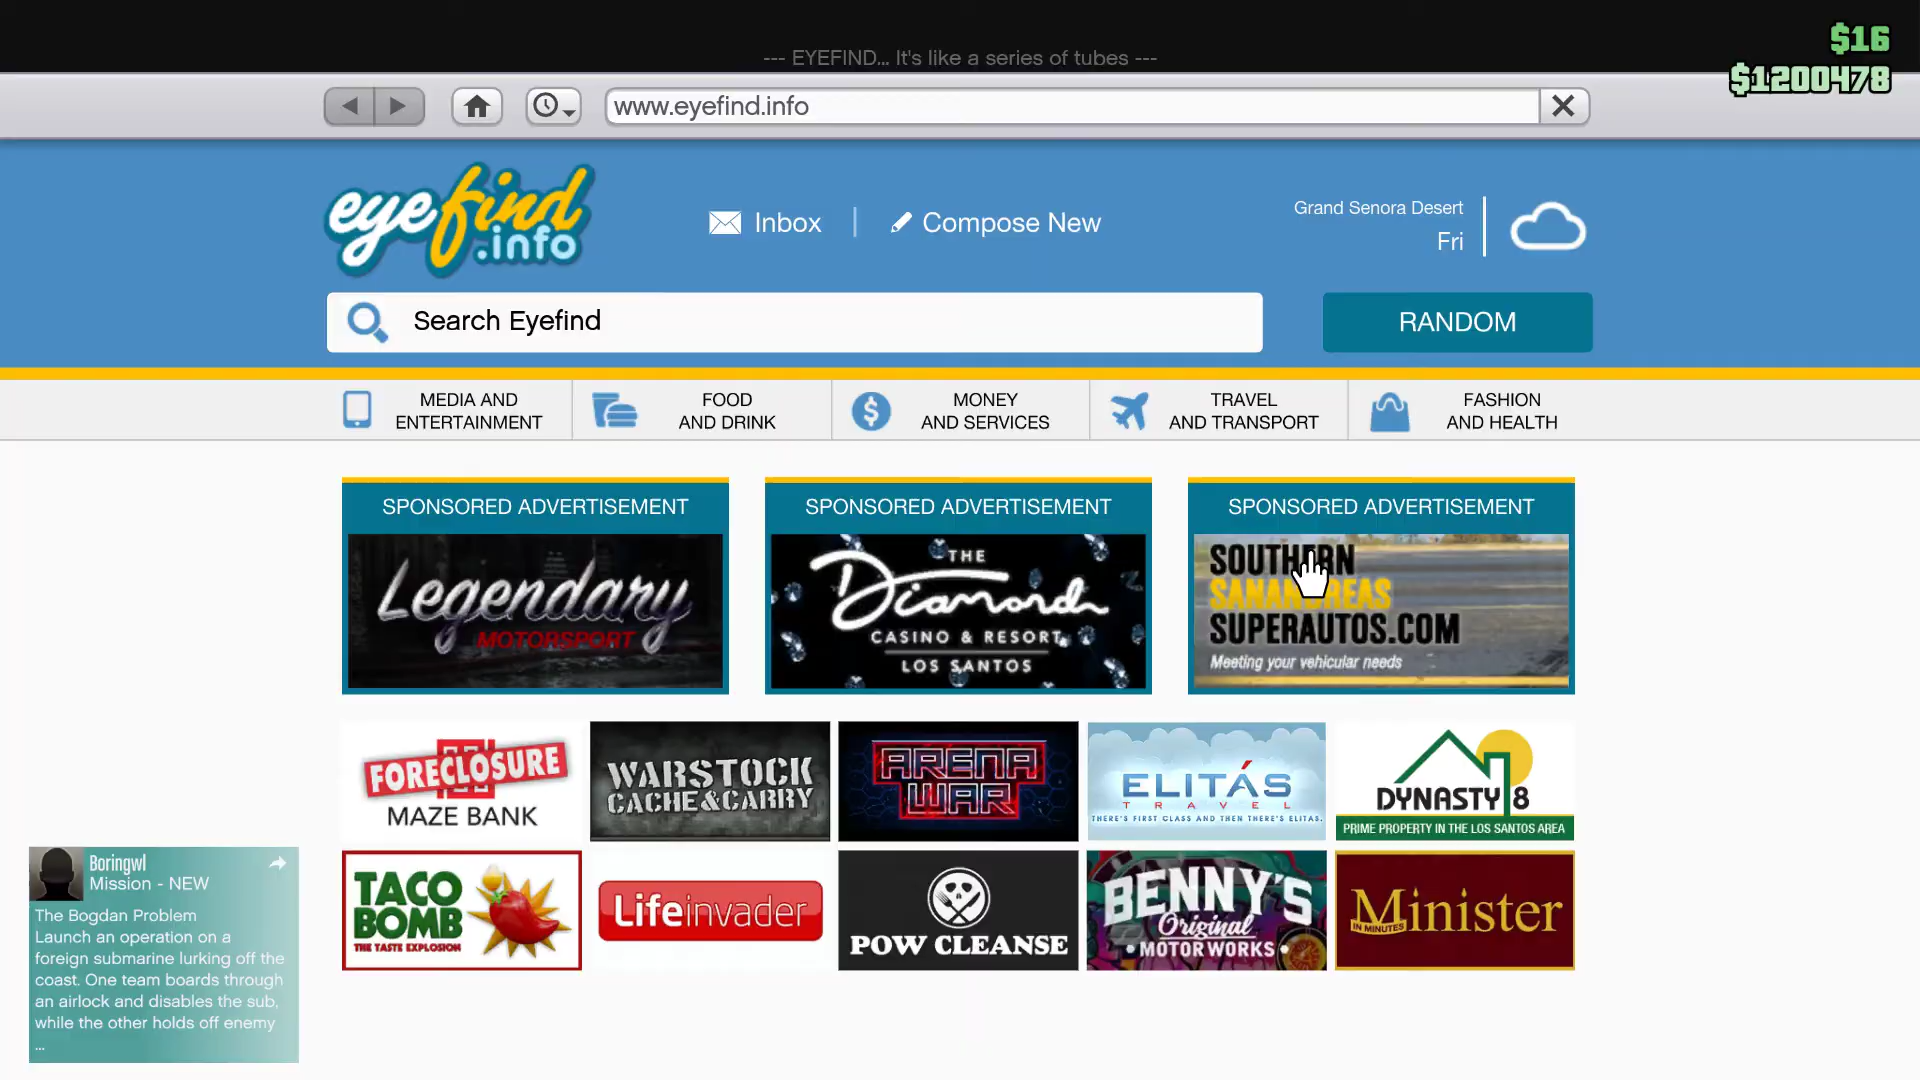 $16
--- EYEFIND... It's like a series of tubes ---
$1200478
www.eyefind.info
eyefind.info
Inbox
Compose New
Grand Senora Desert
Fri
Search Eyefind
RANDOM
MEDIA AND
ENTERTAINMENT
FOOD
AND DRINK
MONEY
AND SERVICES
TRAVEL
AND TRANSPORT
FASHION
AND HEALTH
SPONSORED ADVERTISEMENT
Legendary
MOTORSPORT
SPONSORED ADVERTISEMENT
THE
Diamond
CASINO & RESORT
LOS SANTOS
SPONSORED ADVERTISEMENT
SOUTHERN
SANANDREAS
SUPERAUTOS.COM
Meeting your vehicular needs
FORECLOSURE
MAZE BANK
WARSTOCK
CACHE&CARRY
ARENA
WAR
ELITÁS
TRAVEL
THERE'S FIRST CLASS AND THEN THERE'S ELITAS.
DYNASTY 8
PRIME PROPERTY IN THE LOS SANTOS AREA
TACO
BOMB
THE TASTE EXPLOSION
Lifeinvader
POW CLEANSE
BENNY'S
Original
MOTOR WORKS
Minister
IN MINUTES
Boringwl
Mission - NEW
The Bogdan Problem
Launch an operation on a
foreign submarine lurking off the
coast. One team boards through
an airlock and disables the sub,
while the other holds off enemy
...